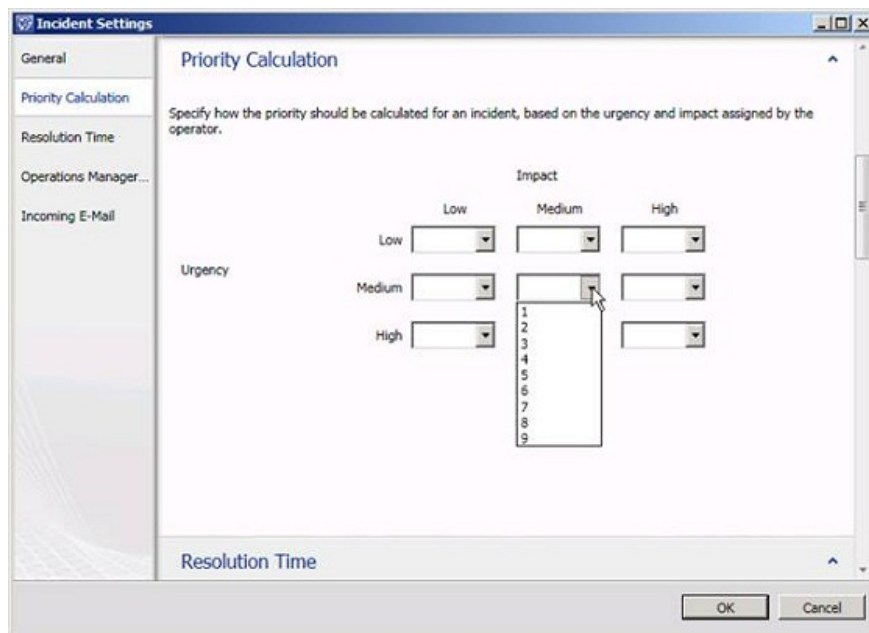 Incident Settings
General
Priority Calculation
Resolution Time
Operations Manager...
Incoming E-Mail
Priority Calculation
Specify how the priority should be calculated for an incident, based on the urgency and impact assigned by the
operator.
Impact
Low Medium High
Low
Urgency
Medium
1
2
3
High
4
5
6
7
8
9
Resolution Time
OK Cancel